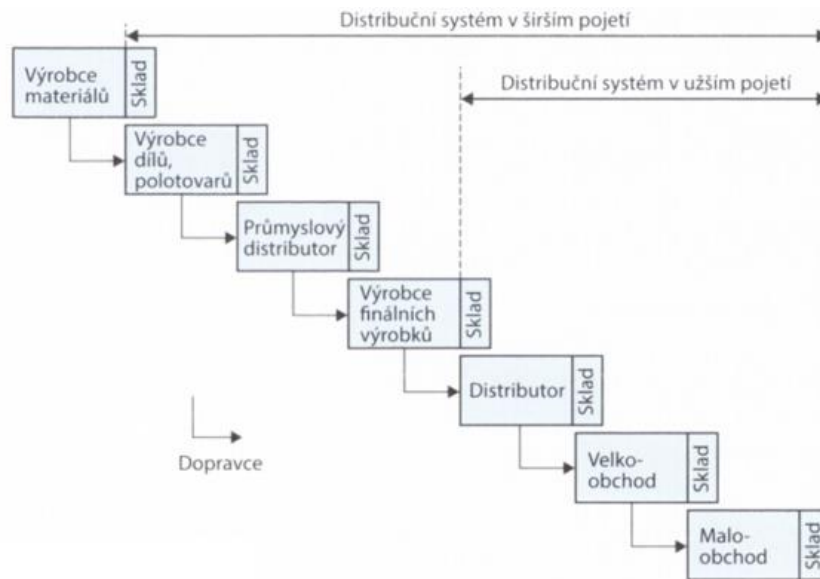 Distribuční systém v širším pojetí
Výrobce
materiálů
Sklad
Distribuční systém v užším pojetí
Výrobce
dílů,
polotovarů
Sklad
Průmyslový
distributor
Sklad
Výrobce
finálních
výrobků
Sklad
Distributor
Sklad
Dopravce
Velko-
obchod
Sklad
Malo-
obchod
Sklad